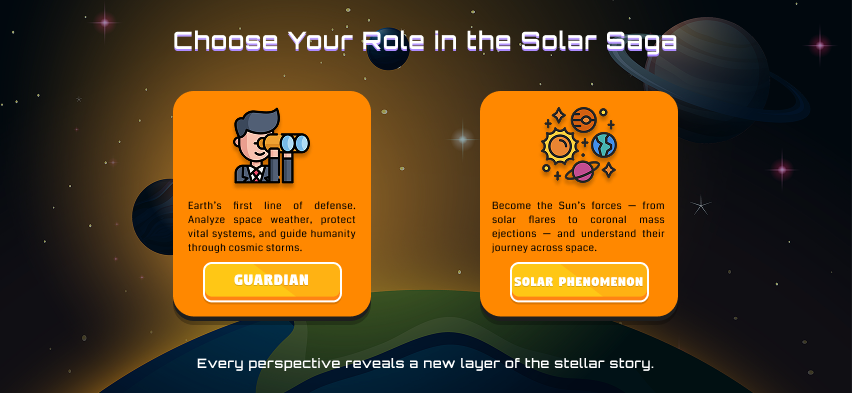 Choose Your Role in the Solar Saga
Earth's first line of defense.
Analyze space weather, protect
vital systems, and guide humanity
through cosmic storms.
GUARDIAN
Become the Sun's forces — from
solar flares to coronal mass
ejections — and understand their
journey across space.
SOLAR PHENOMENON
Every perspective reveals a new layer of the stellar story.